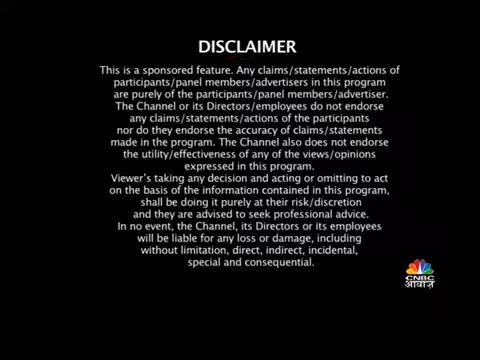 DISCLAIMER
This is a sponsored feature. Any claims/statements/actions of
participants/panel members/advertisers in this program
are purely of the participants/panel members/advertiser.
The Channel or its Directors/employees do not endorse
any claims/statements/actions of the participants
nor do they endorse the accuracy of claims/statements
made in the program. The Channel also does not endorse
the utility/effectiveness of any of the views/opinions
expressed in this program.
Viewer's taking any decision and acting or omitting to act
on the basis of the information contained in this program,
shall be doing it purely at their risk/discretion
and they are advised to seek professional advice.
In no event, the Channel, its Directors or its employees
will be liable for any loss or damage, including
without limitation, direct, indirect, incidental,
special and consequential.
CNBC
आवाज़